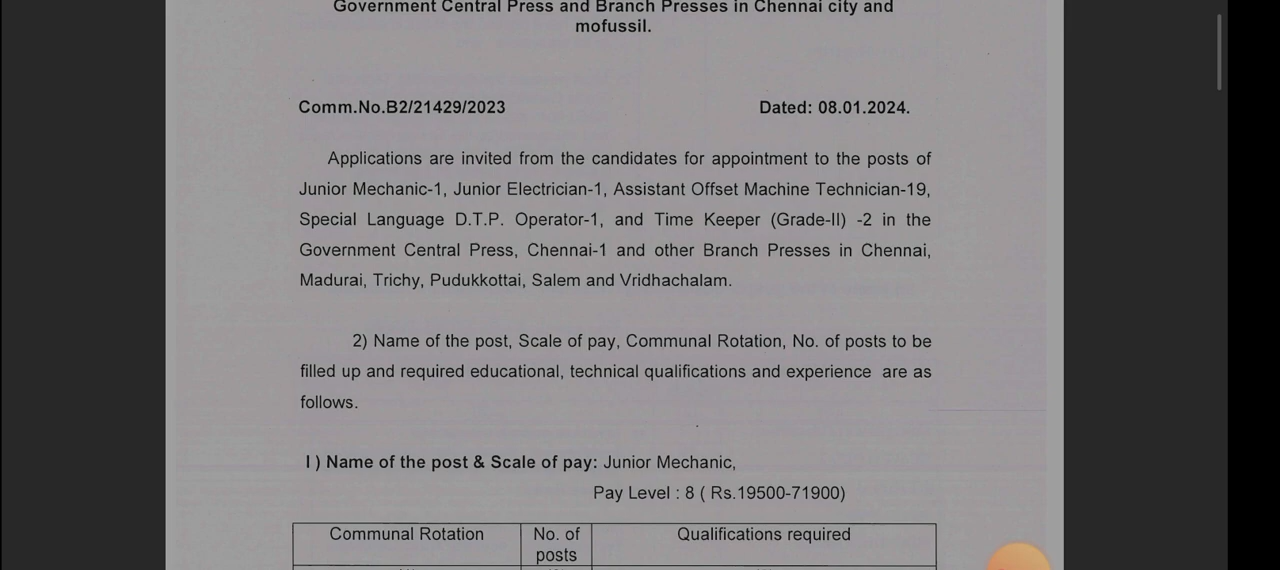 Government Central Press and Branch Presses in Chennai city and
mofussil.
Comm.No.B2/21429/2023 Dated: 08.01.2024.
Applications are invited from the candidates for appointment to the posts of
Junior Mechanic-1, Junior Electrician-1, Assistant Offset Machine Technician-19,
Special Language D.T.P. Operator-1, and Time Keeper (Grade-II) -2 in the
Government Central Press, Chennai-1 and other Branch Presses in Chennai,
Madurai, Trichy, Pudukkottai, Salem and Vridhachalam.
2) Name of the post, Scale of pay, Communal Rotation, No. of posts to be
filled up and required educational, technical qualifications and experience are as
follows.
I ) Name of the post & Scale of pay: Junior Mechanic,
Pay Level : 8 ( Rs.19500-71900)
Communal Rotation No. of Qualifications required
posts